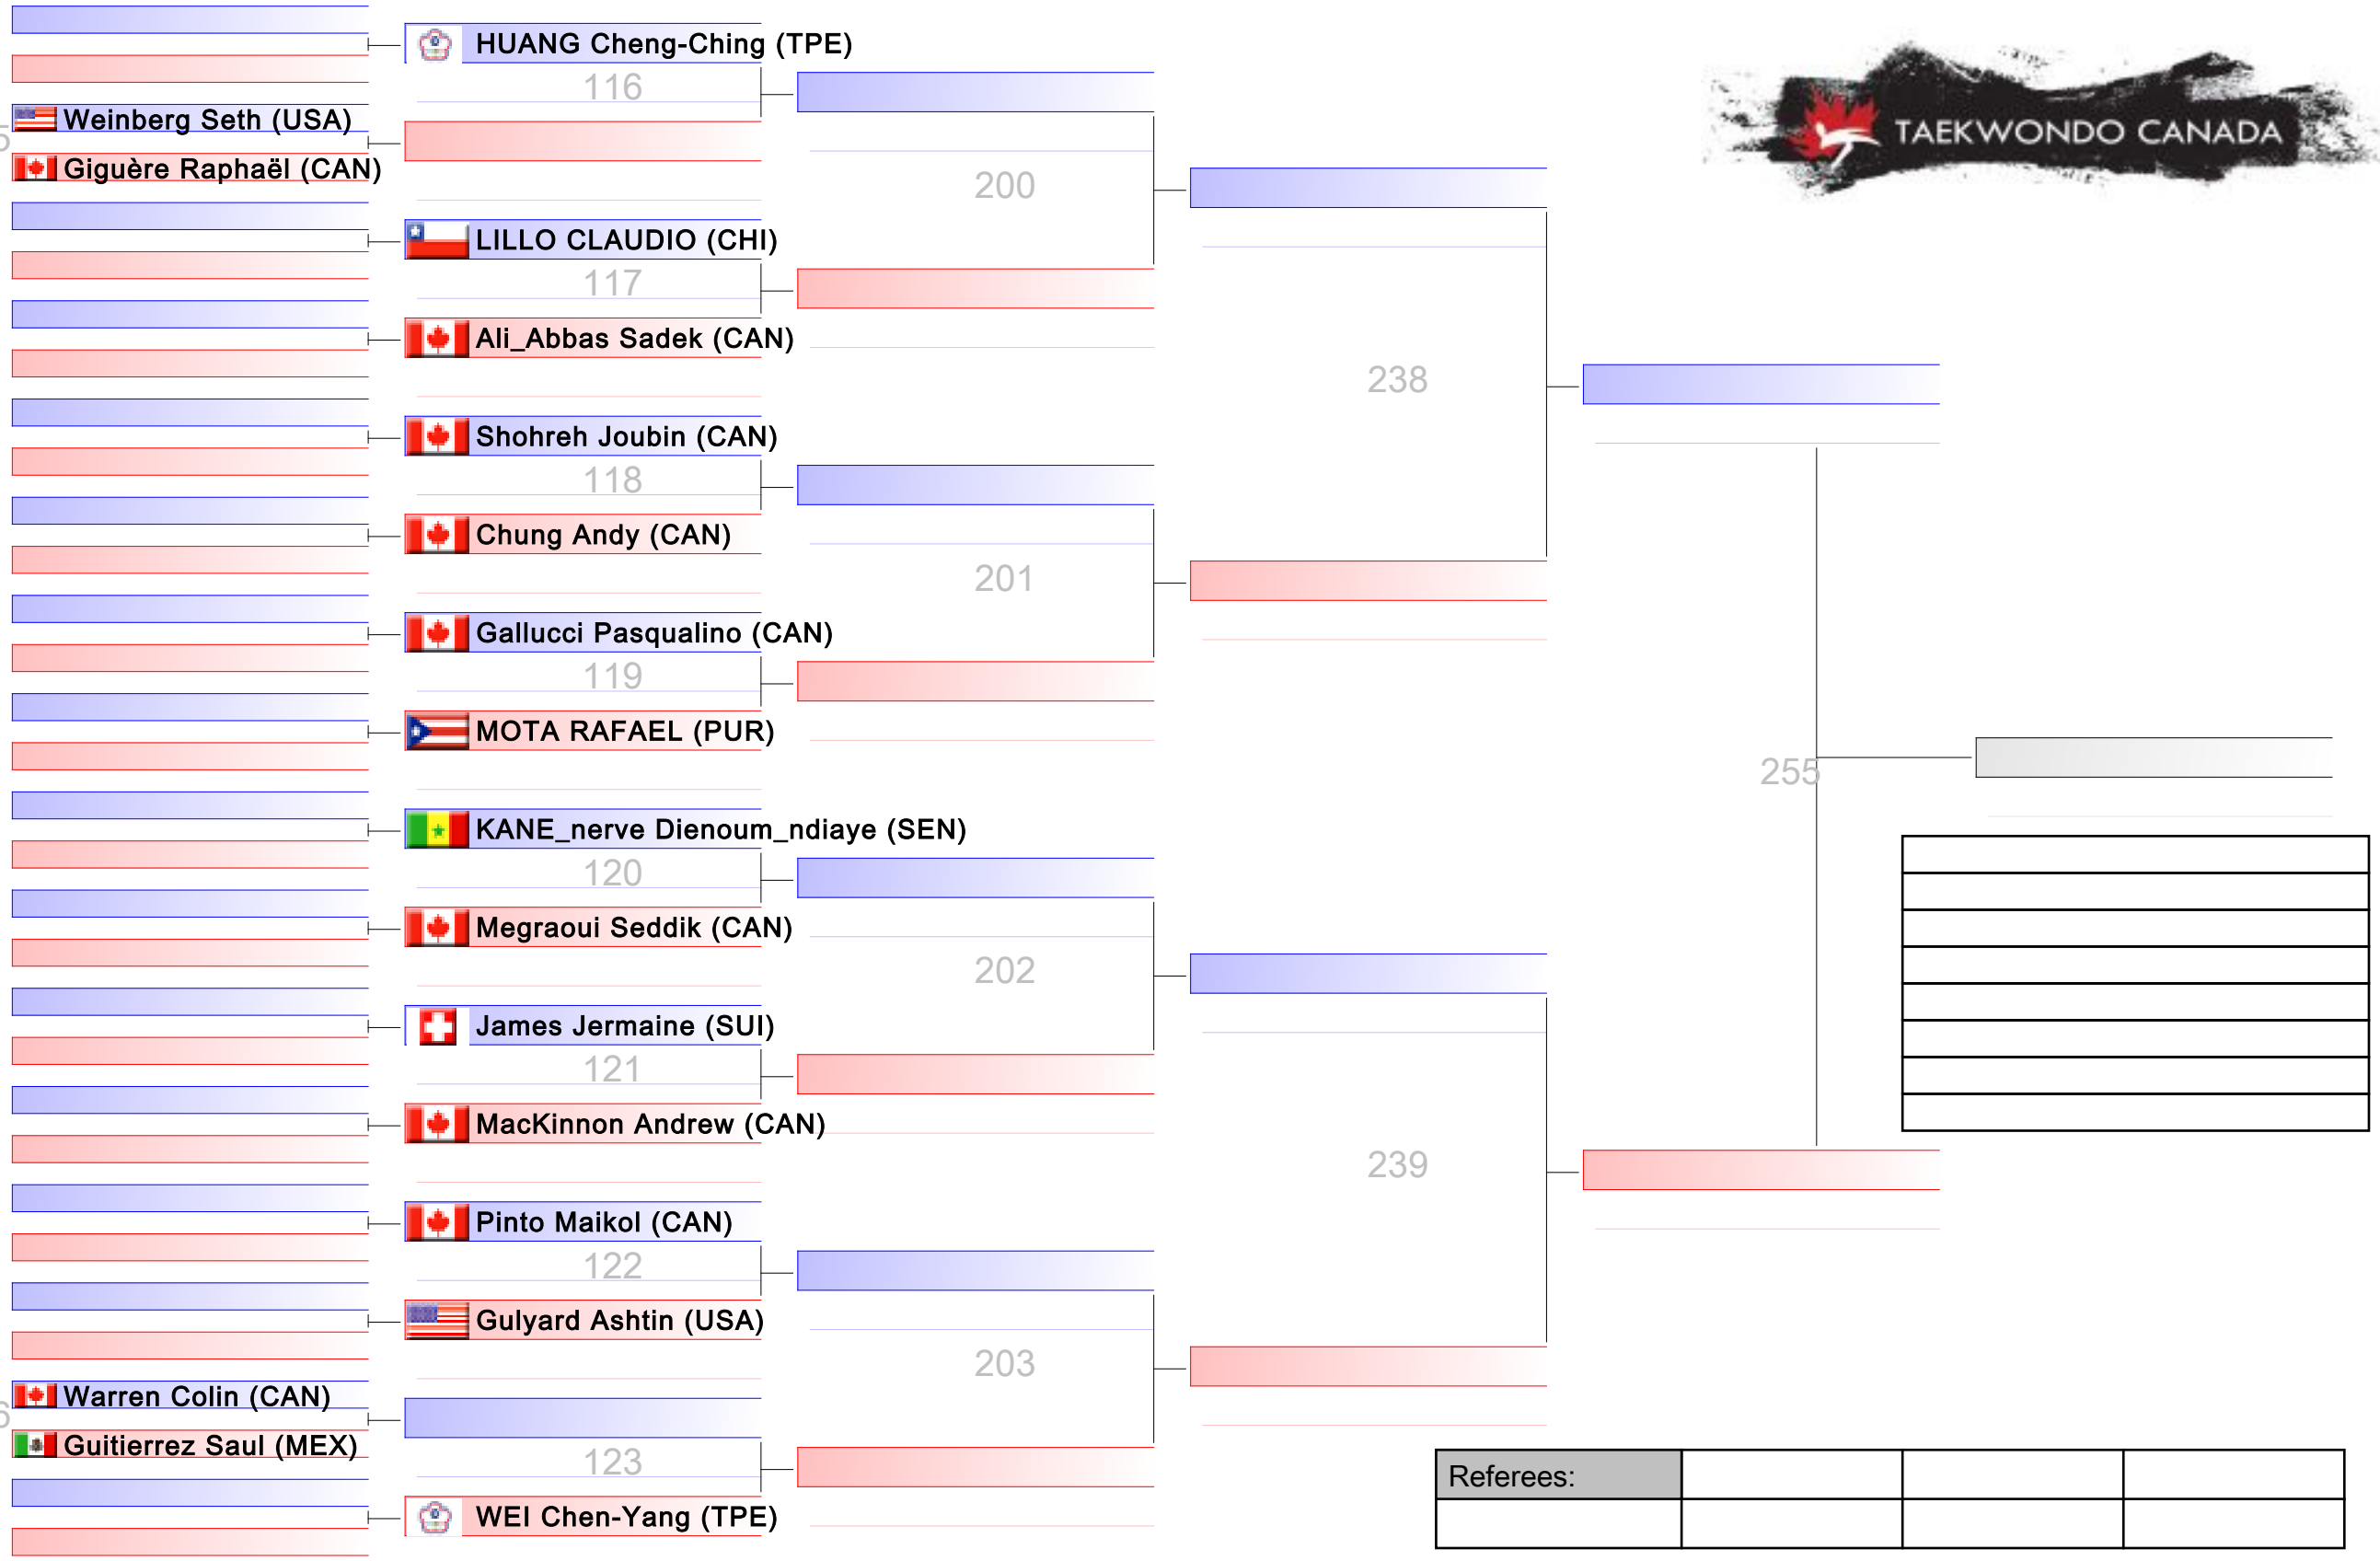 HUANG Cheng-Ching (TPE)
116
Weinberg Seth (USA)
Giguère Raphaël (CAN)
TAEKWONDO CANADA
200
LILLO CLAUDIO (CHI)
117
Ali_Abbas Sadek (CAN)
238
Shohreh Joubin (CAN)
118
Chung Andy (CAN)
201
Gallucci Pasqualino (CAN)
119
MOTA RAFAEL (PUR)
255
KANE_nerve Dienoum_ndiaye (SEN)
120
Megraoui Seddik (CAN)
202
James Jermaine (SUI)
121
MacKinnon Andrew (CAN)
239
Pinto Maikol (CAN)
122
Gulyard Ashtin (USA)
203
Warren Colin (CAN)
Guitierrez Saul (MEX)
123
WEI Chen-Yang (TPE)
Referees: